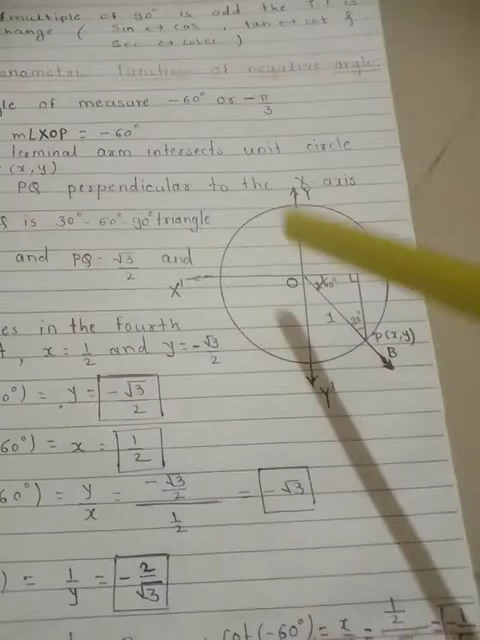 multiple of 90° is odd the
change ( sin ↔ cos , tan ↔ cot &
sec ↔ cosec )
function of negative angle:
of measure -60° or -π/3
m∠XOP = -60°
terminal arm intersects unit circle
(x, y)
PQ perpendicular to the X axis
is 30°-60°-90° triangle
and PQ = √3/2 and
in the fourth
, x = 1/2 and y = -√3/2
Y
X'
O
60°
1
30°
P(x, y)
B
Y'
0°) = y = -√3/2
60°) = x = 1/2
60°) = y/x = (-√3/2)/(1/2) = -√3
) = 1/y = -2/√3
cot(-60°) = x = 1/2